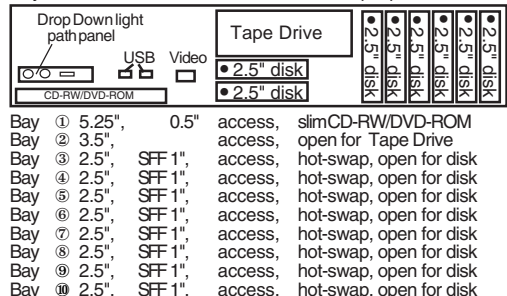 Drop Down light
path panel
USB
Video
CD-RW/DVD-ROM
Tape Drive
2.5" disk
2.5" disk
2.5" disk
2.5" disk
2.5" disk
2.5" disk
2.5" disk
2.5" disk
Bay ① 5.25", 0.5" access, slimCD-RW/DVD-ROM
Bay ② 3.5", access, open for Tape Drive
Bay ③ 2.5", SFF 1", access, hot-swap, open for disk
Bay ④ 2.5", SFF 1", access, hot-swap, open for disk
Bay ⑤ 2.5", SFF 1", access, hot-swap, open for disk
Bay ⑥ 2.5", SFF 1", access, hot-swap, open for disk
Bay ⑦ 2.5", SFF 1", access, hot-swap, open for disk
Bay ⑧ 2.5", SFF 1", access, hot-swap, open for disk
Bay ⑨ 2.5", SFF 1", access, hot-swap, open for disk
Bay ⑩ 2.5", SFF 1", access, hot-swap, open for disk